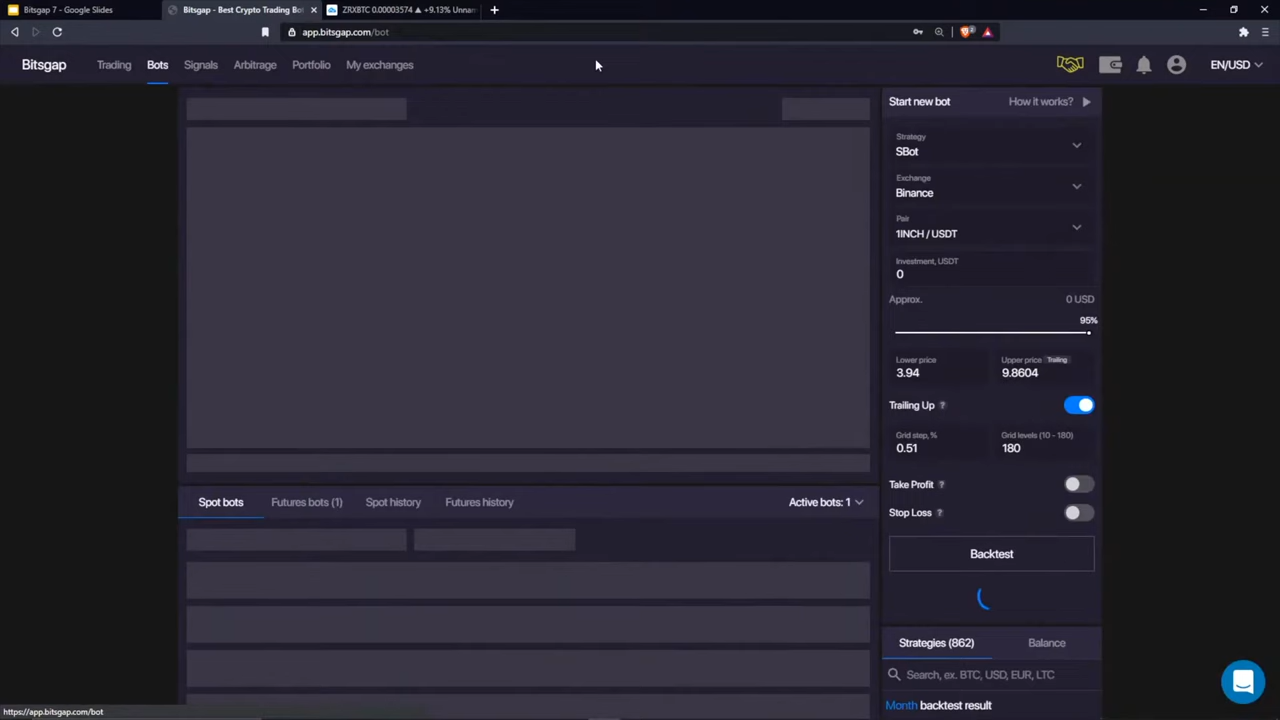 Bitsgap 7 - Google Slides
Bitsgap - Best Crypto Trading Bo
ZRXBTC 0.00003574 ▲ +9.13% Unnam
app.bitsgap.com/bot
Bitsgap
Trading
Bots
Signals
Arbitrage
Portfolio
My exchanges
EN/USD
Start new bot
How it works?
Strategy
SBot
Exchange
Binance
Pair
1INCH / USDT
Investment, USDT
0
Approx.
0 USD
95%
Lower price
3.94
Upper price Trailing
9.8604
Trailing Up ?
Grid step, %
0.51
Grid levels (10 - 180)
180
Take Profit ?
Stop Loss ?
Backtest
Spot bots
Futures bots (1)
Spot history
Futures history
Active bots: 1
Strategies (862)
Balance
Search, ex. BTC, USD, EUR, LTC
Month backtest result
https://app.bitsgap.com/bot